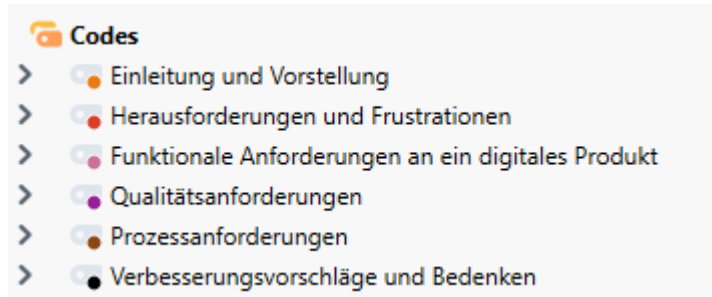 Codes
Einleitung und Vorstellung
Herausforderungen und Frustrationen
Funktionale Anforderungen an ein digitales Produkt
Qualitätsanforderungen
Prozessanforderungen
Verbesserungsvorschläge und Bedenken